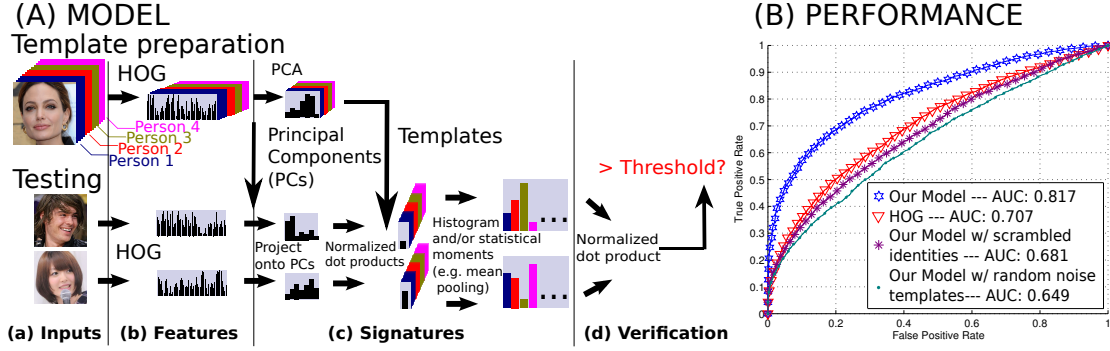 (A) MODEL
Template preparation
HOG
PCA
Person 4
Person 3
Person 2
Person 1
Principal
Components
(PCs)
Templates
Testing
HOG
Project
onto PCs
Normalized
dot products
Histogram
and/or statistical
moments
(e.g. mean
pooling)
...
...
Normalized
dot product
> Threshold?
(a) Inputs
(b) Features
(c) Signatures
(d) Verification
(B) PERFORMANCE
True Positive Rate
1
0.9
0.8
0.7
0.6
0.5
0.4
0.3
0.2
0.1
0
0
0.2
0.4
0.6
0.8
1
False Positive Rate
Our Model --- AUC: 0.817
HOG --- AUC: 0.707
Our Model w/ scrambled
identities --- AUC: 0.681
Our Model w/ random noise
templates--- AUC: 0.649